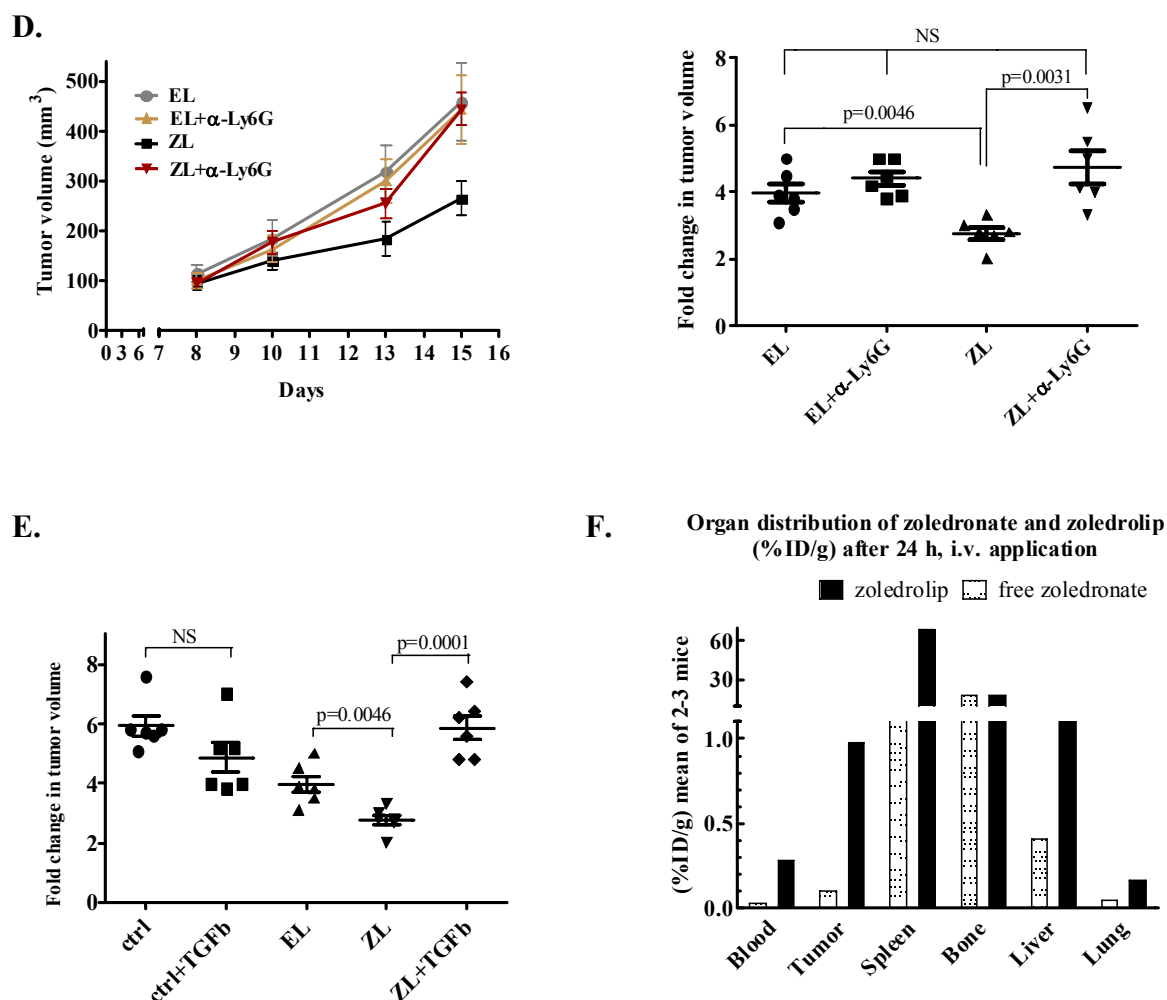 D.
Tumor volume (mm³)
500
400
300
200
100
0
EL
EL+α-Ly6G
ZL
ZL+α-Ly6G
0 3 6 7 8 9 10 11 12 13 14 15 16
Days
Fold change in tumor volume
8
6
4
2
0
NS
p=0.0031
p=0.0046
EL
EL+α-Ly6G
ZL
ZL+α-Ly6G
E.
Fold change in tumor volume
8
6
4
2
0
NS
p=0.0001
p=0.0046
ctrl
ctrl+TGFb
EL
ZL
ZL+TGFb
F.
Organ distribution of zoledronate and zoledrolip
(%ID/g) after 24 h, i.v. application
zoledrolip
free zoledronate
(%ID/g) mean of 2-3 mice
60
30
1.0
0.5
0.0
Blood
Tumor
Spleen
Bone
Liver
Lung